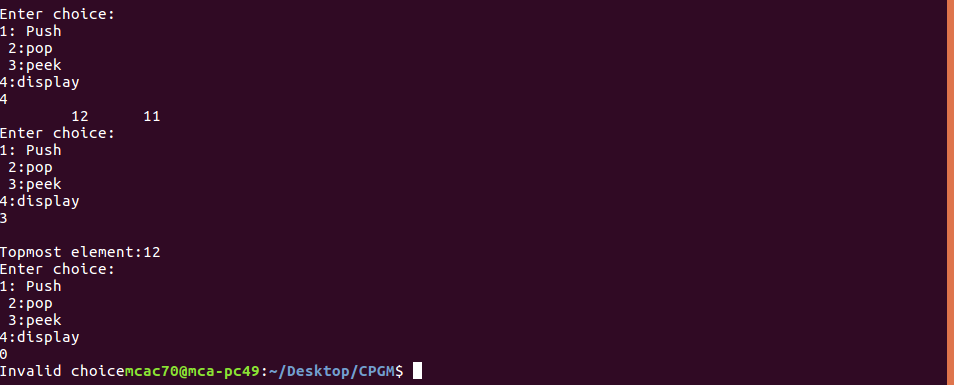 Enter choice:
1: Push
 2:pop
 3:peek
4:display
4
        12      11
Enter choice:
1: Push
 2:pop
 3:peek
4:display
3

Topmost element:12
Enter choice:
1: Push
 2:pop
 3:peek
4:display
0
Invalid choicemcac70@mca-pc49:~/Desktop/CPGM$